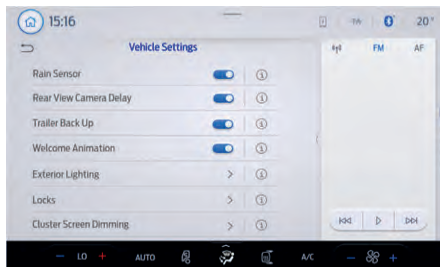 15:16
20°
Vehicle Settings
FM
AF
Rain Sensor
Rear View Camera Delay
Trailer Back Up
Welcome Animation
Exterior Lighting
Locks
Cluster Screen Dimming
− LO +
AUTO
A/C
− +